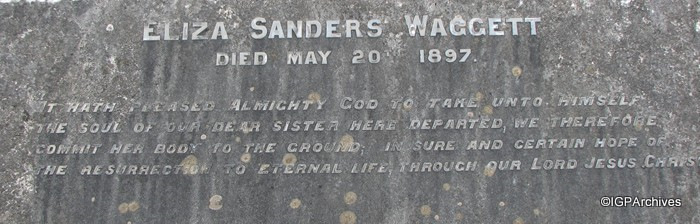 ELIZA SANDERS WAGGETT
DIED MAY 20 1897.
IT HATH PLEASED ALMIGHTY GOD TO TAKE UNTO HIMSELF
THE SOUL OF OUR DEAR SISTER HERE DEPARTED, WE THEREFORE
COMMIT HER BODY TO THE GROUND; IN SURE AND CERTAIN HOPE OF
THE RESURRECTION TO ETERNAL LIFE, THROUGH OUR LORD JESUS CHRIS
©IGPArchives